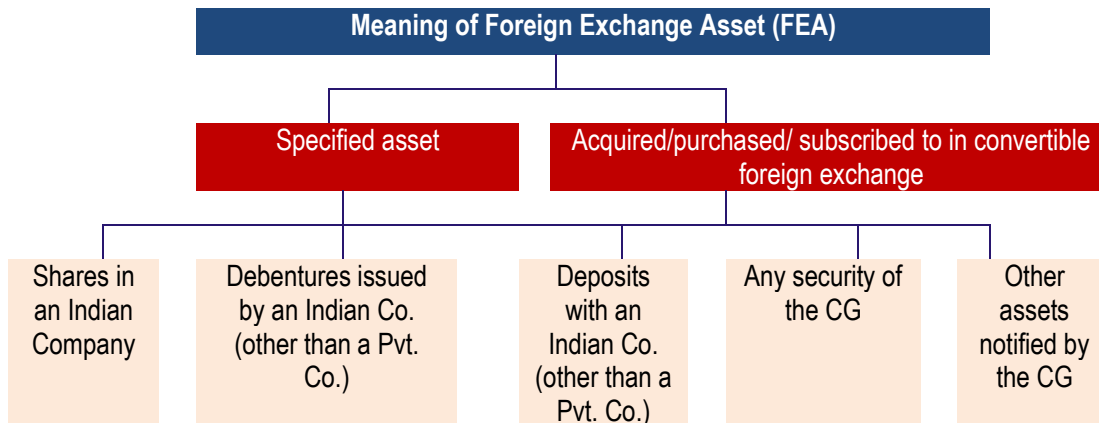 Meaning of Foreign Exchange Asset (FEA)
Specified asset
Acquired/purchased/ subscribed to in convertible
foreign exchange
Shares in
an Indian
Company
Debentures issued
by an Indian Co.
(other than a Pvt.
Co.)
Deposits
with an
Indian Co.
(other than a
Pvt. Co.)
Any security of
the CG
Other
assets
notified by
the CG